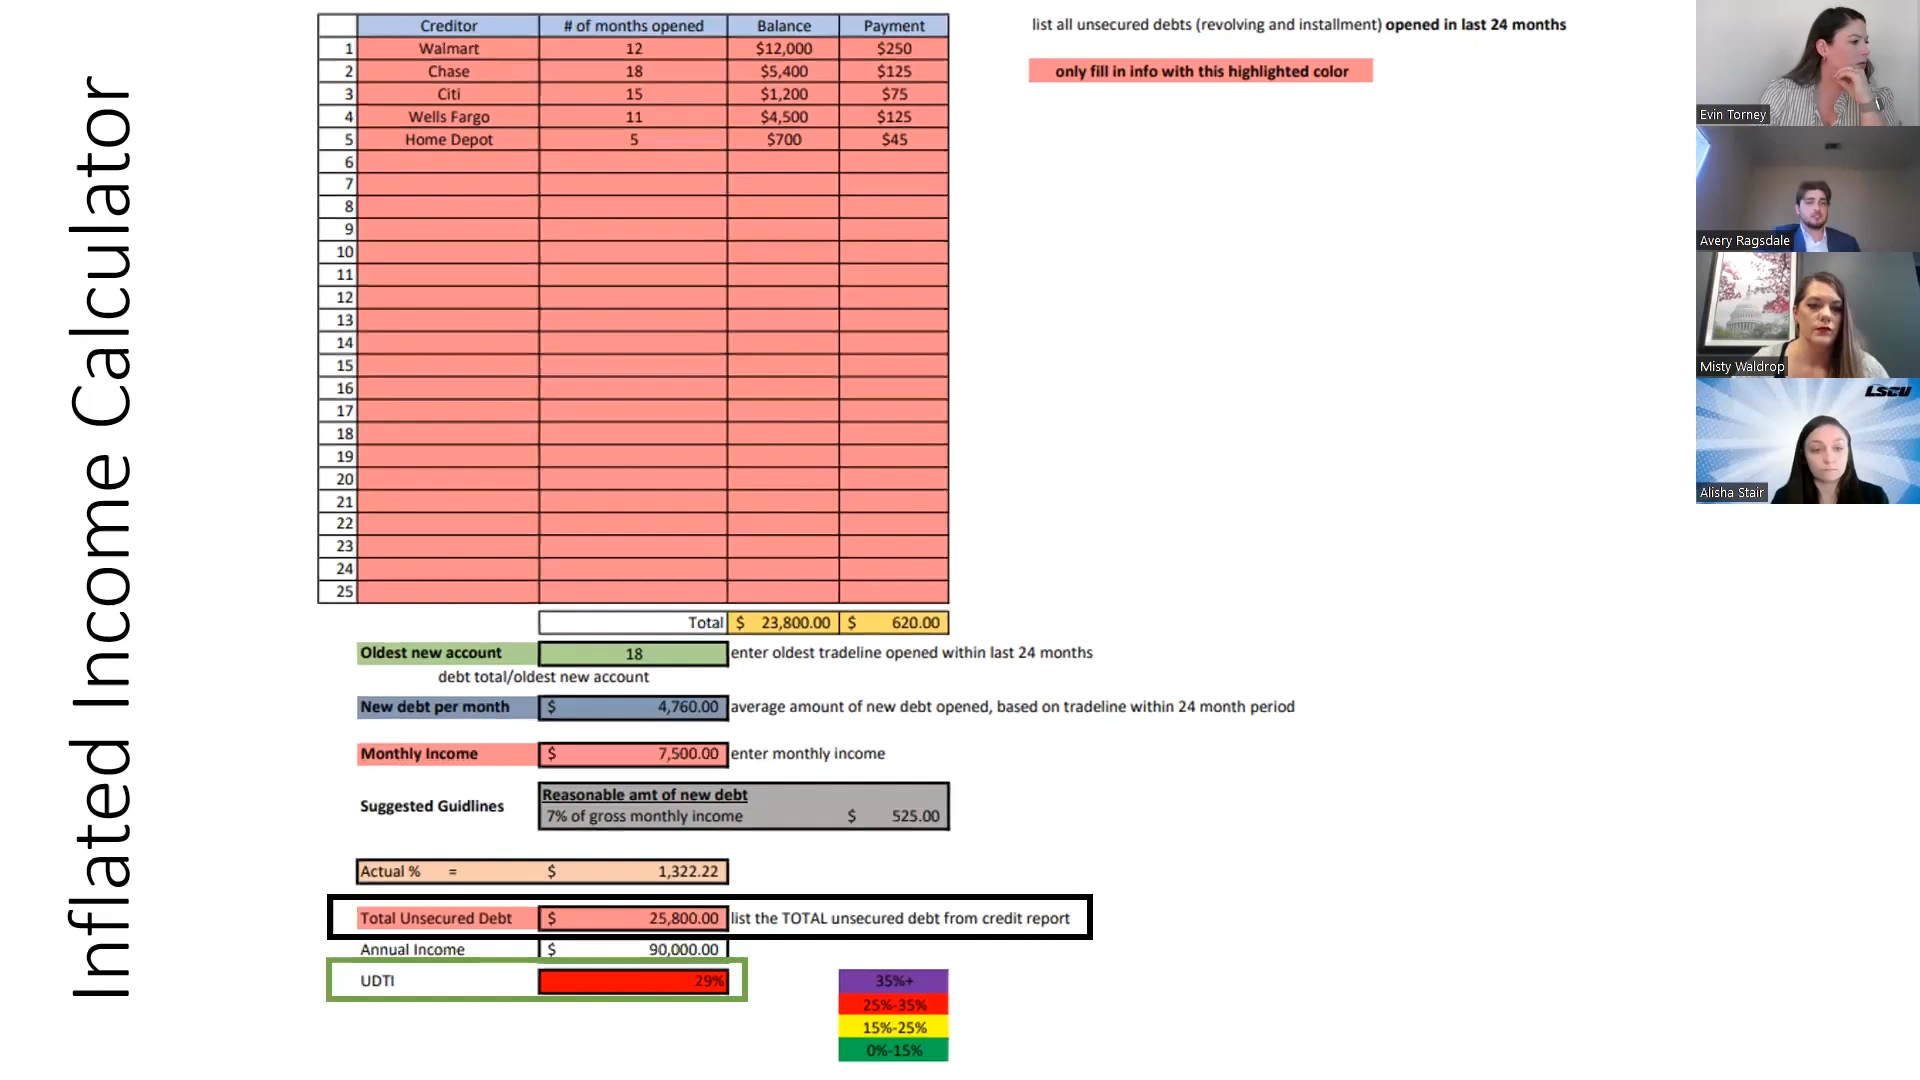 Inflated Income Calculator
Creditor # of months opened Balance Payment
1 Walmart 12 $12,000 $250
2 Chase 18 $5,400 $125
3 Citi 15 $1,200 $75
4 Wells Fargo 11 $4,500 $125
5 Home Depot 5 $700 $45
6
7
8
9
10
11
12
13
14
15
16
17
18
19
20
21
22
23
24
25
Total $ 23,800.00 $ 620.00
Oldest new account 18 enter oldest tradeline opened within last 24 months
debt total/oldest new account
New debt per month $ 4,760.00 average amount of new debt opened, based on tradeline within 24 month period
Monthly Income $ 7,500.00 enter monthly income
Suggested Guidlines
Reasonable amt of new debt
7% of gross monthly income $ 525.00
Actual % = $ 1,322.22
Total Unsecured Debt $ 25,800.00 list the TOTAL unsecured debt from credit report
Annual Income $ 90,000.00
UDTI 29%
35%+
25%-35%
15%-25%
0%-15%
list all unsecured debts (revolving and installment) opened in last 24 months
only fill in info with this highlighted color
Evin Torney
Avery Ragsdale
Misty Waldrop
LSCU
Alisha Stair